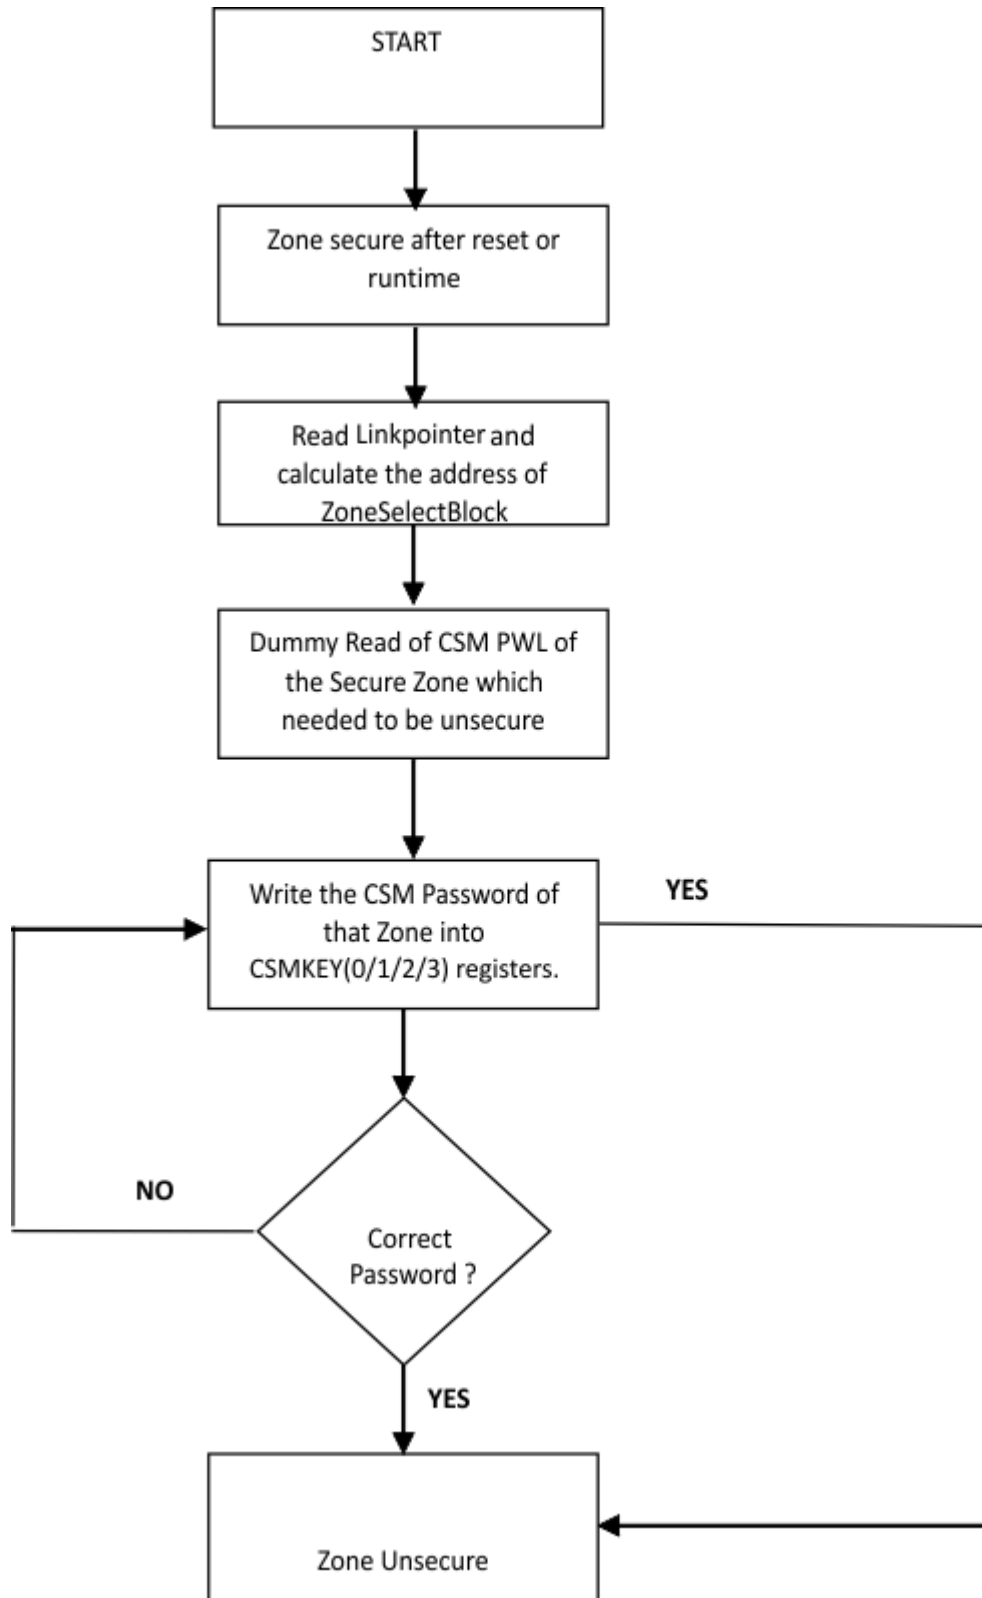 START
Zone secure after reset or
runtime
Read Linkpointer and
calculate the address of
ZoneSelectBlock
Dummy Read of CSM PWL of
the Secure Zone which
needed to be unsecure
Write the CSM Password of
that Zone into
CSMKEY(0/1/2/3) registers.
YES
NO
Correct
Password ?
YES
Zone Unsecure